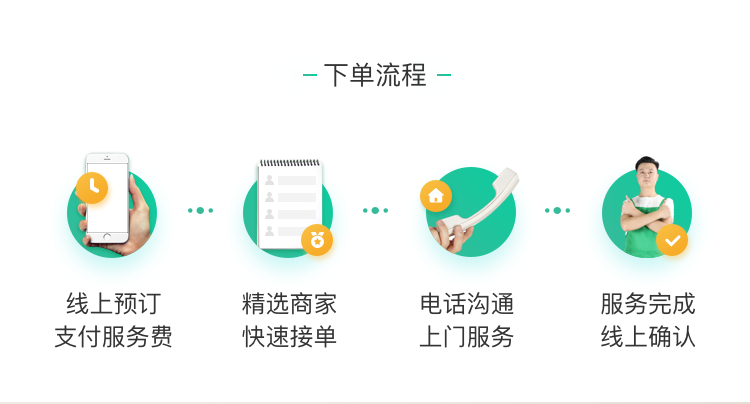 下单流程
线上预订
支付服务费
精选商家
快速接单
电话沟通
上门服务
服务完成
线上确认